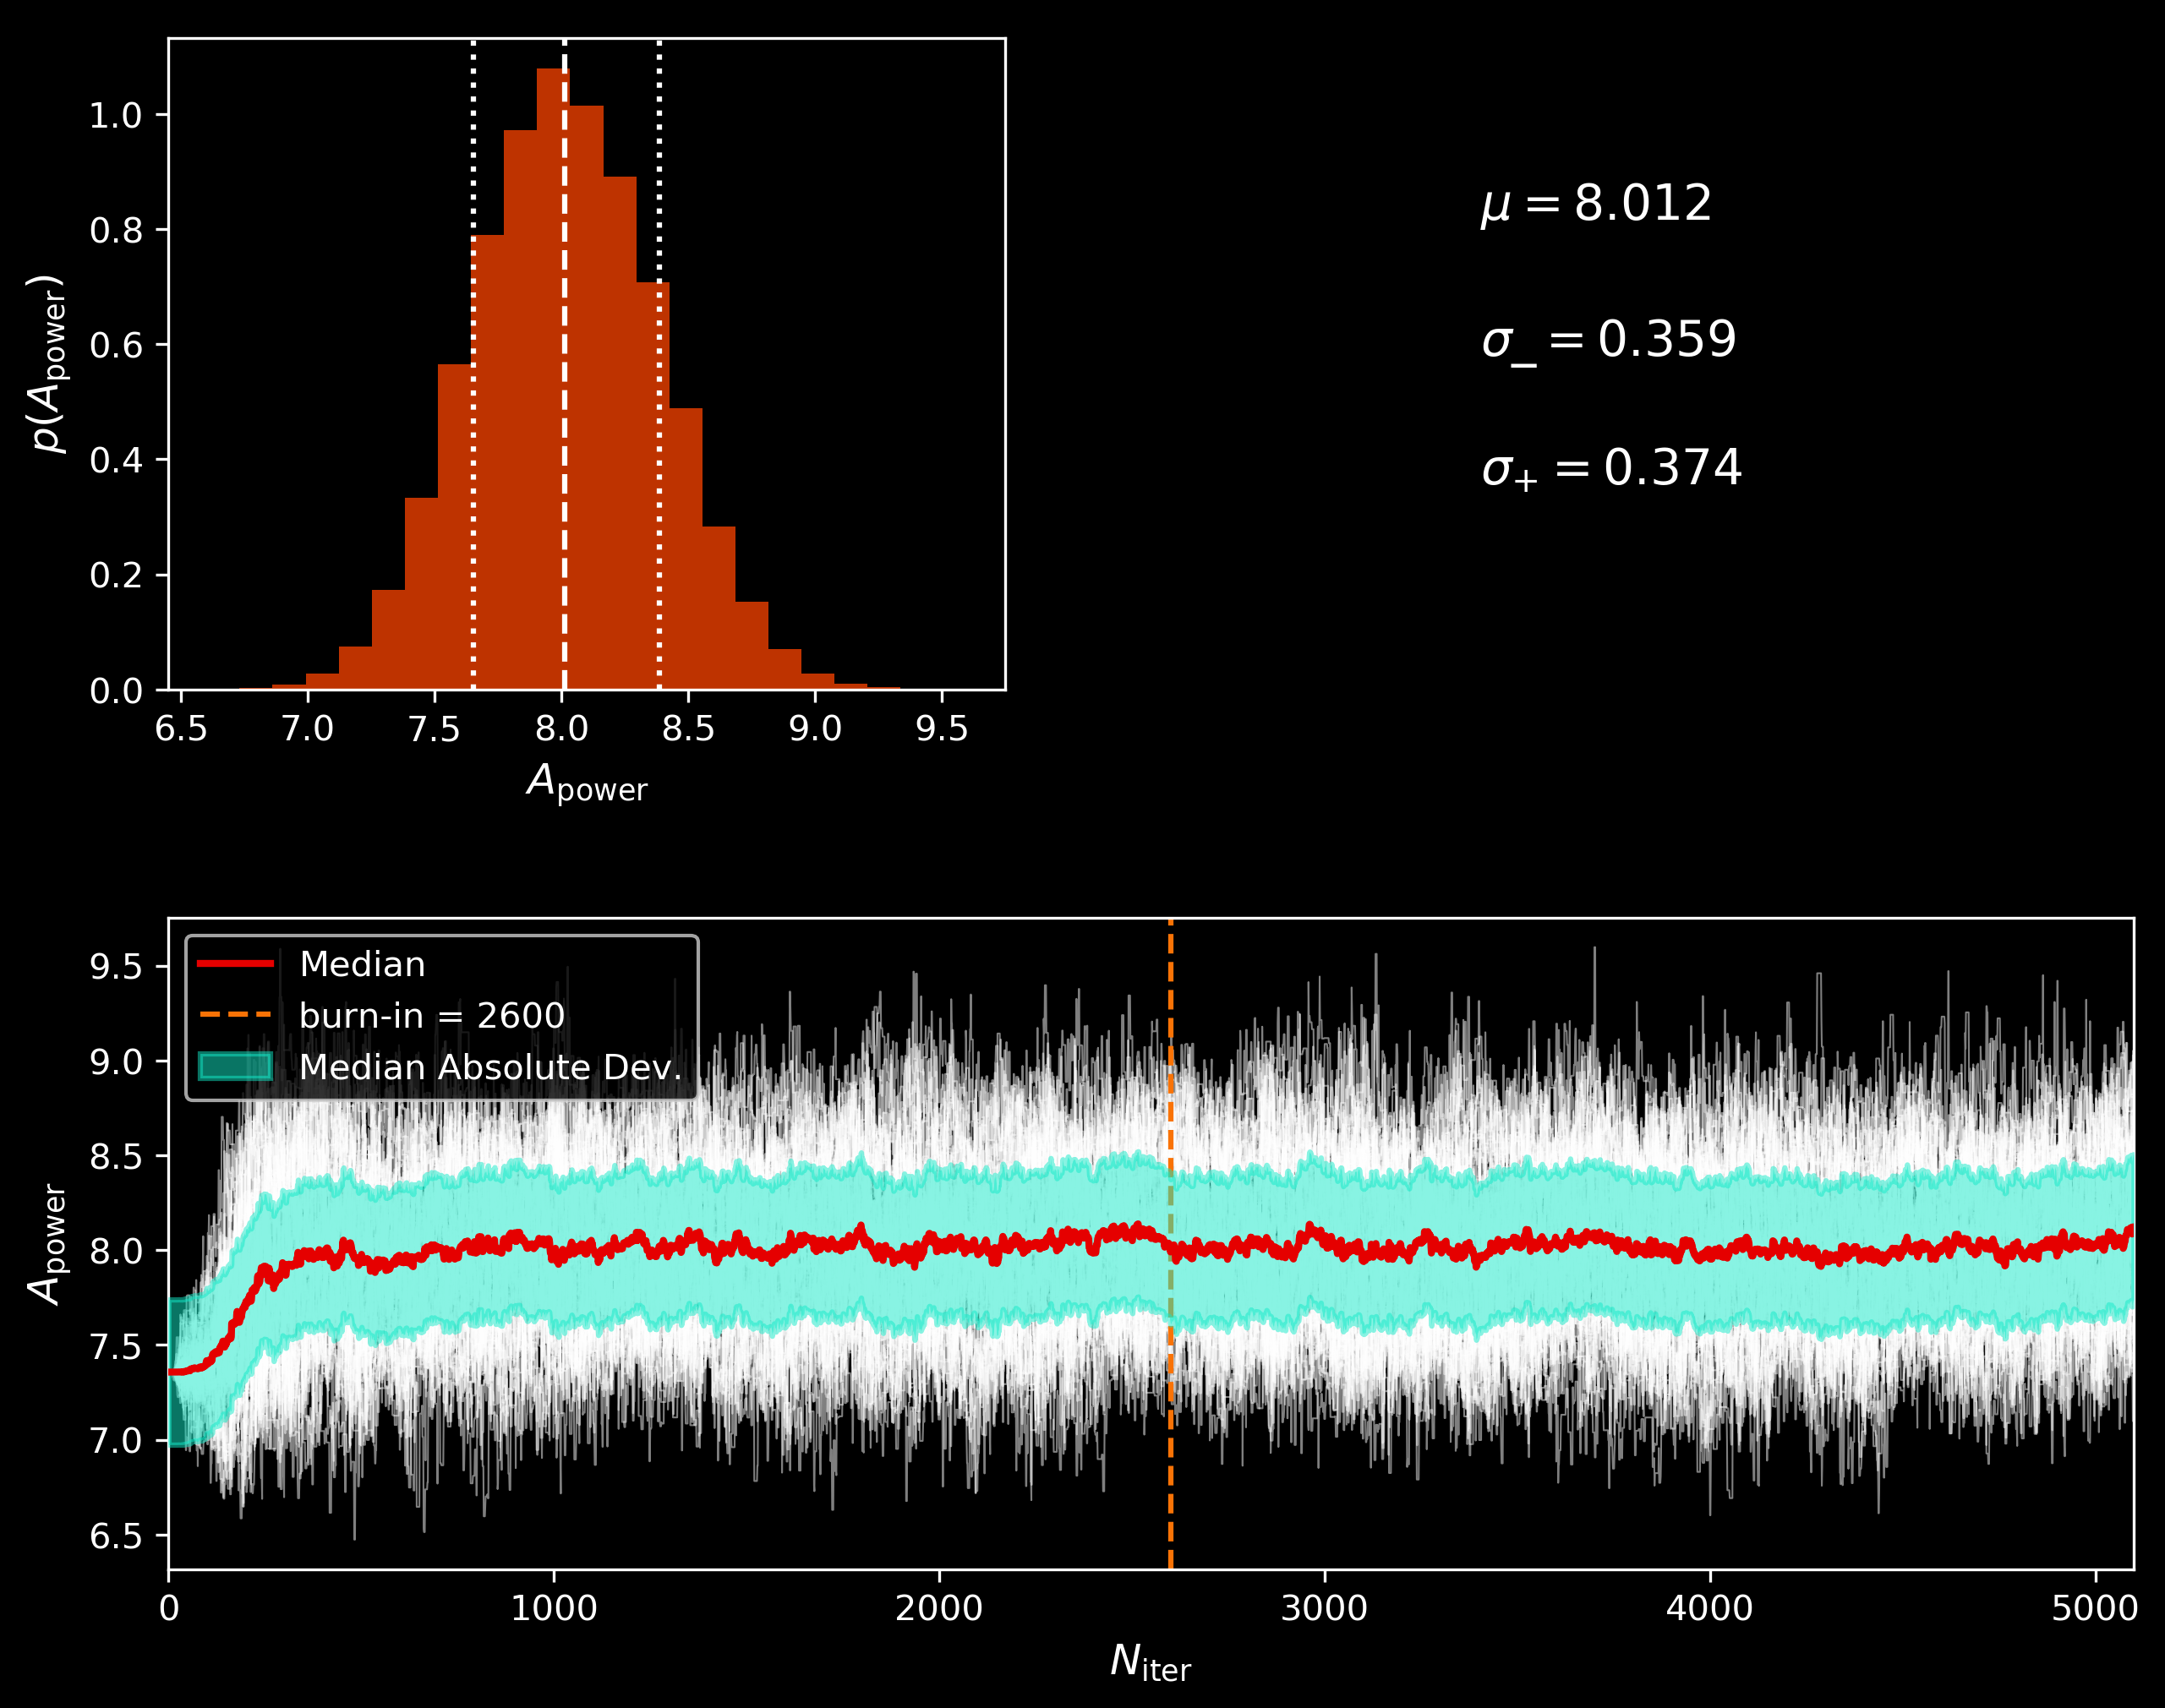 1.0
0.8
0.6
0.4
0.2
0.0
p(A_power)
6.5 7.0 7.5 8.0 8.5 9.0 9.5
A_power
μ = 8.012
σ_− = 0.359
σ_+ = 0.374
Median
burn-in = 2600
Median Absolute Dev.
9.5
9.0
8.5
8.0
7.5
7.0
6.5
A_power
0 1000 2000 3000 4000 5000
N_iter